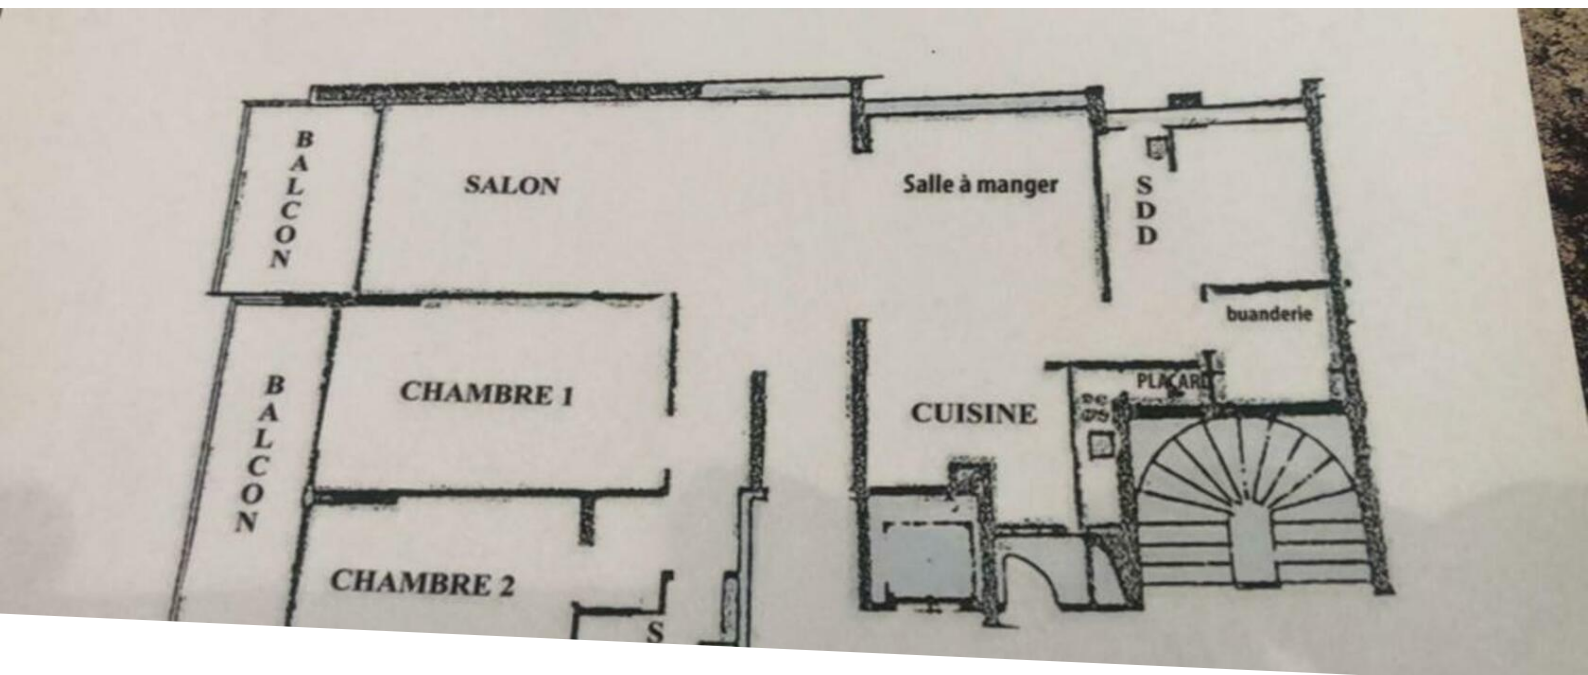 BALCON
SALON
Salle à manger
SDD
buanderie
BALCON
CHAMBRE 1
PLACARD
CUISINE
CHAMBRE 2
S